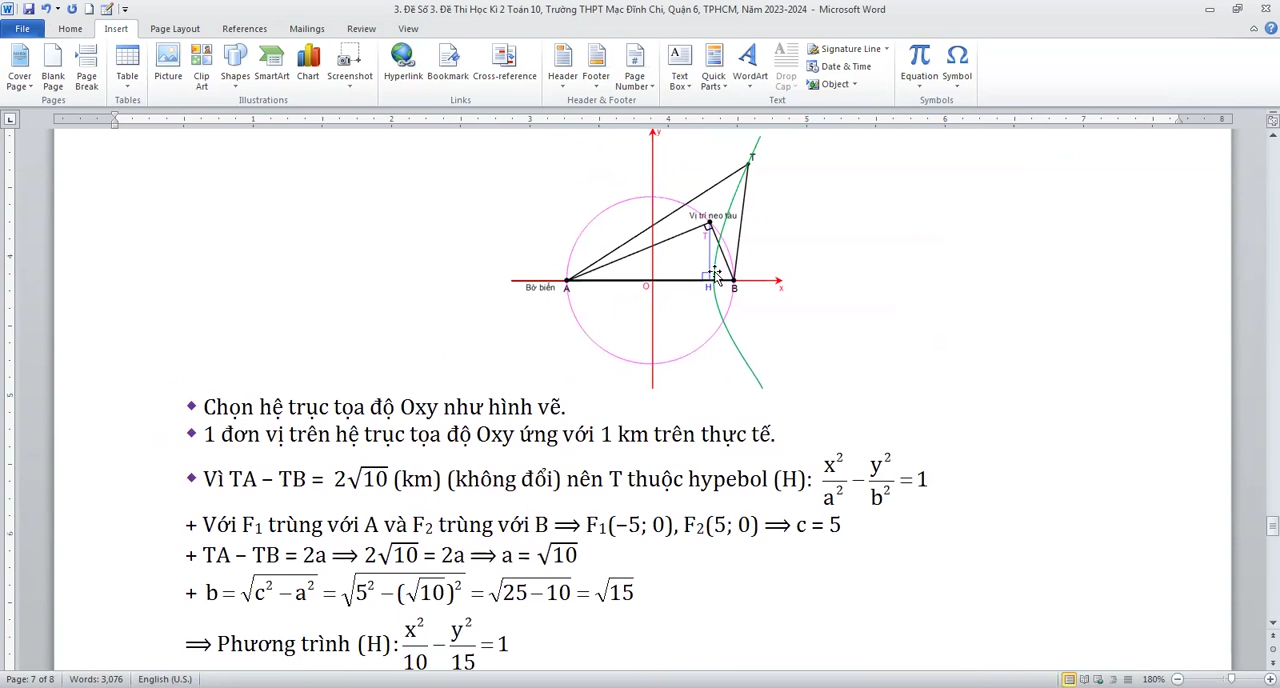 3. Đề Số 3. Đề Thi Học Kì 2 Toán 10, Trường THPT Mạc Đĩnh Chi, Quận 6, TPHCM, Năm 2023-2024 - Microsoft Word
File Home Insert Page Layout References Mailings Review View
Cover Page Blank Page Page Break Table Picture Clip Art Shapes SmartArt Chart Screenshot Hyperlink Bookmark Cross-reference Header Footer Page Number Text Box Quick Parts WordArt Drop Cap Signature Line Date & Time Object Equation Symbol
Pages Tables Illustrations Links Header & Footer Text Symbols
1 2 3 4 5 6 7 8
y
T
Vị trí neo tàu
T
Bờ biển A O H B x
Chọn hệ trục tọa độ Oxy như hình vẽ.
1 đơn vị trên hệ trục tọa độ Oxy ứng với 1 km trên thực tế.
Vì TA – TB = 2√10 (km) (không đổi) nên T thuộc hypebol (H): x²/a² − y²/b² = 1
+ Với F₁ trùng với A và F₂ trùng với B ⟹ F₁(–5; 0), F₂(5; 0) ⟹ c = 5
+ TA – TB = 2a ⟹ 2√10 = 2a ⟹ a = √10
+ b = √(c² − a²) = √(5² − (√10)²) = √(25 − 10) = √15
⟹ Phương trình (H): x²/10 − y²/15 = 1
Page: 7 of 8 Words: 3,076 English (U.S.) 180%